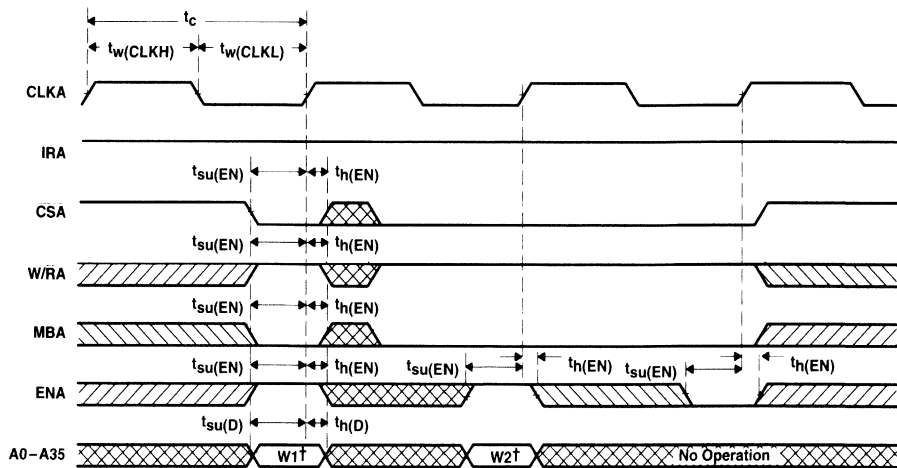 tc
tw(CLKH) tw(CLKL)
CLKA
IRA
tsu(EN) th(EN)
CSA
tsu(EN) th(EN)
W/RA
tsu(EN) th(EN)
MBA
tsu(EN) th(EN) tsu(EN) th(EN) tsu(EN) th(EN)
ENA
tsu(D) th(D)
A0–A35 W1† W2† No Operation